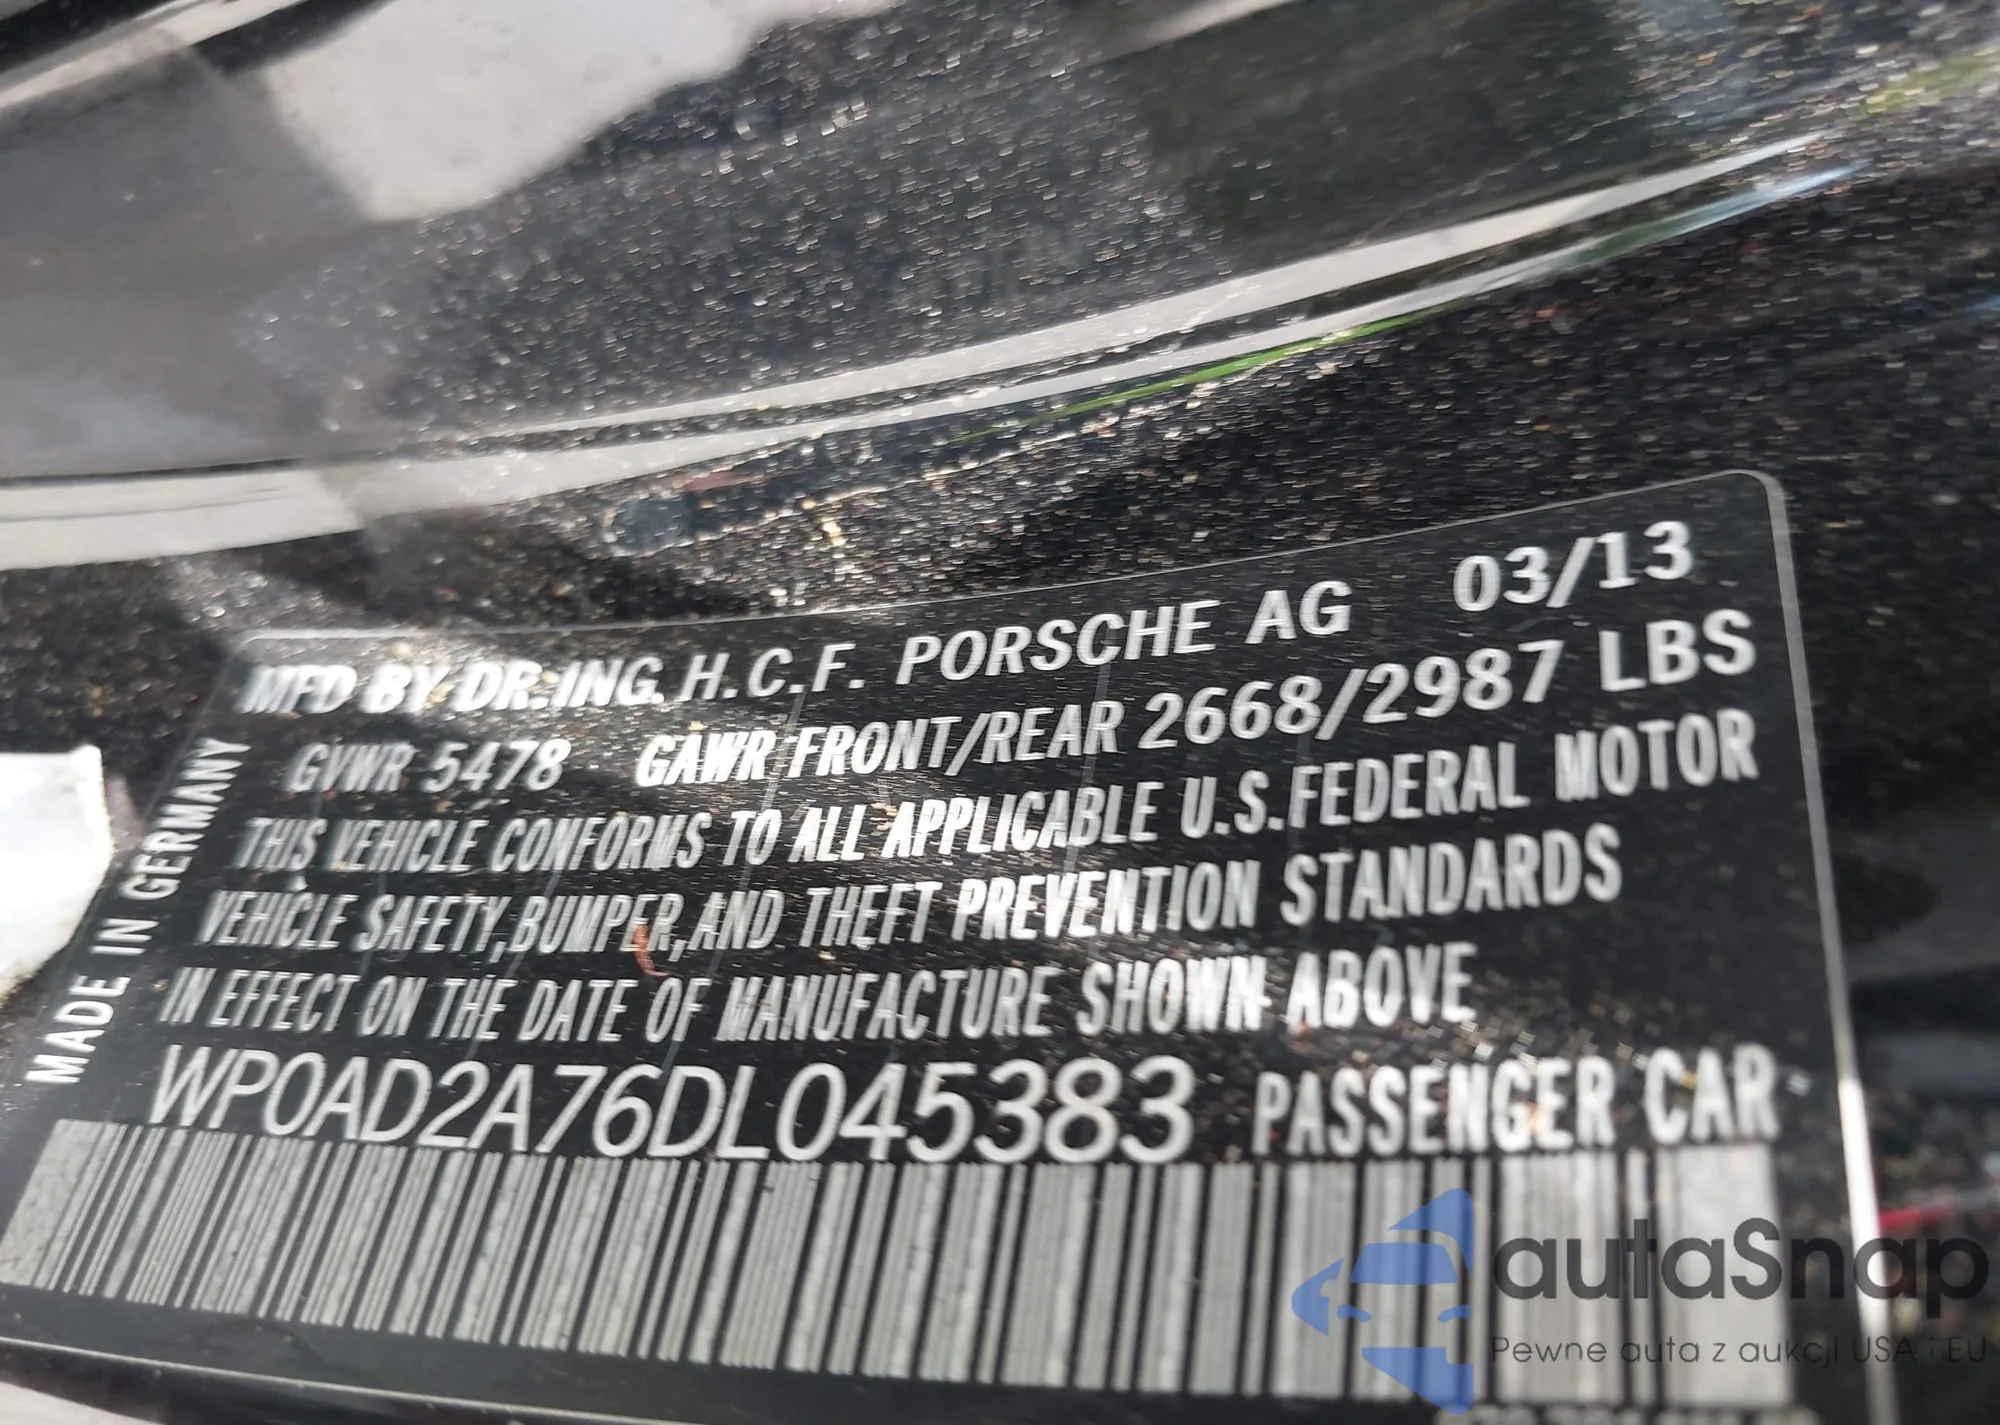 MFD BY DR.ING. H.C.F. PORSCHE AG 03/13
GVWR 5478 GAWR FRONT/REAR 2668/2987 LBS
THIS VEHICLE CONFORMS TO ALL APPLICABLE U.S.FEDERAL MOTOR
VEHICLE SAFETY,BUMPER,AND THEFT PREVENTION STANDARDS
IN EFFECT ON THE DATE OF MANUFACTURE SHOWN ABOVE
WP0AD2A76DL045383 PASSENGER CAR
MADE IN GERMANY
autaSnap
Pewne auta z aukcji USA i EU